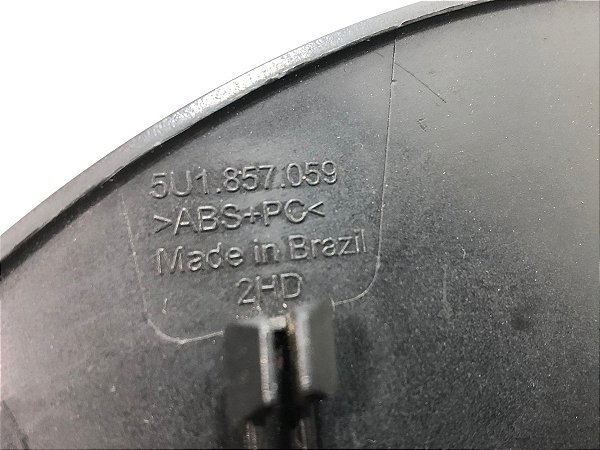 5U1.857.059
>ABS+PC<
Made in Brazil
2HD